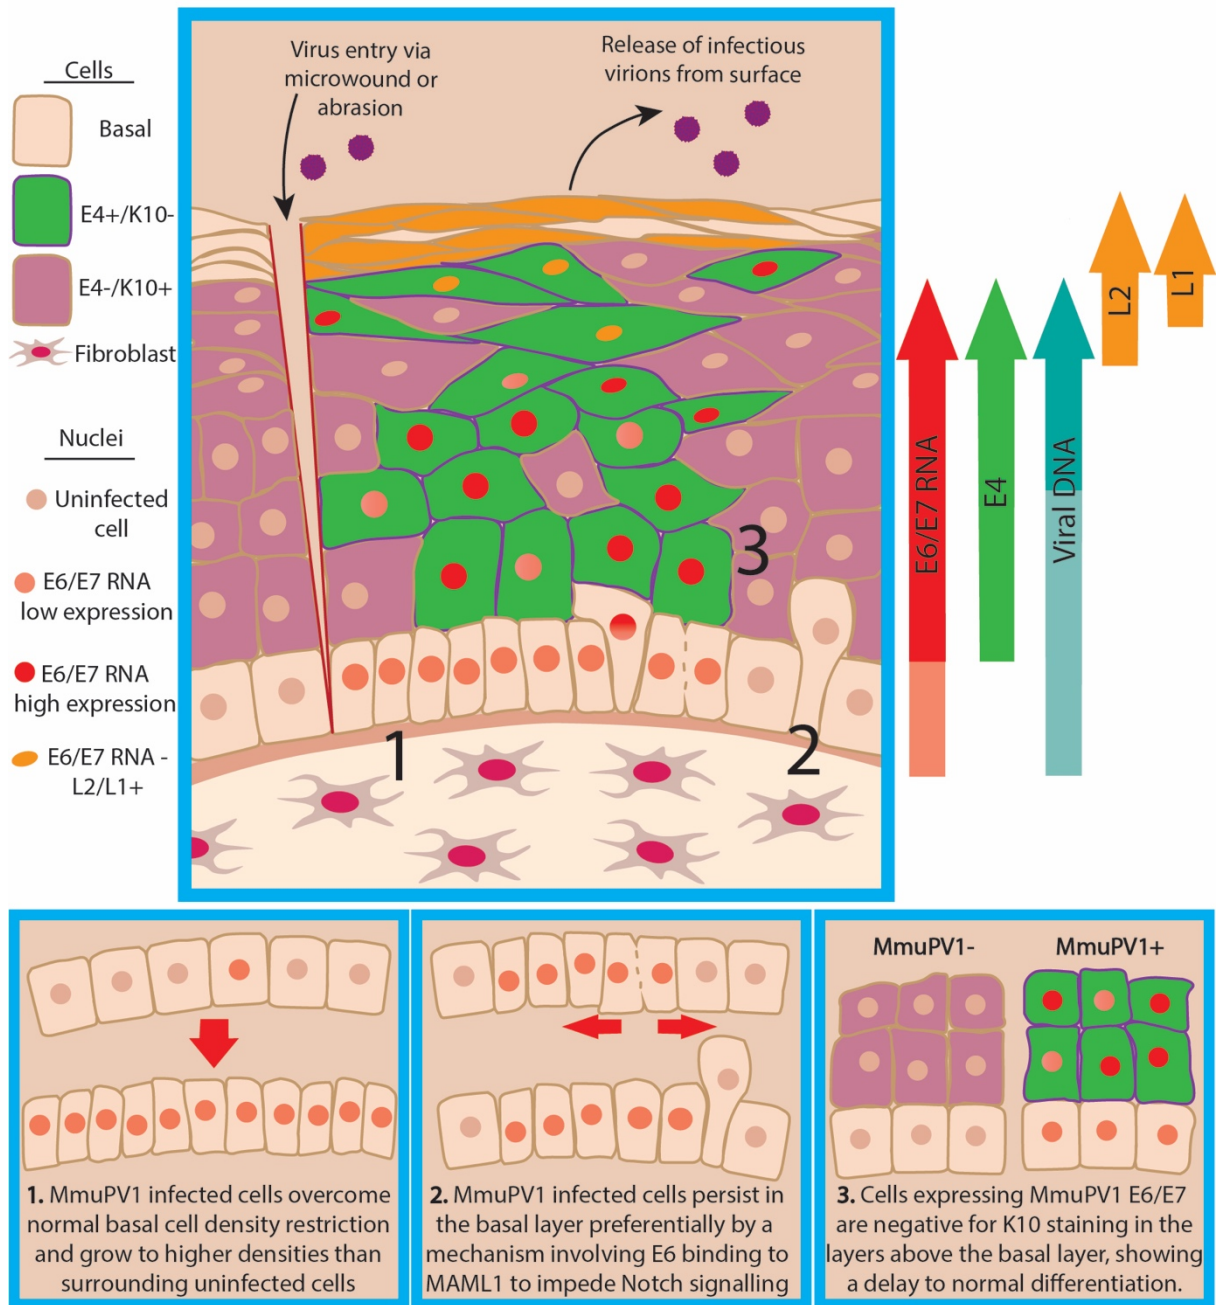 Cells
Basal
E4+/K10-
E4-/K10+
Fibroblast
Nuclei
Uninfected
cell
E6/E7 RNA
low expression
E6/E7 RNA
high expression
E6/E7 RNA -
L2/L1+
Virus entry via
microwound or
abrasion
Release of infectious
virions from surface
1
2
3
E6/E7 RNA
E4
Viral DNA
L2
L1
1. MmuPV1 infected cells overcome
normal basal cell density restriction
and grow to higher densities than
surrounding uninfected cells
2. MmuPV1 infected cells persist in
the basal layer preferentially by a
mechanism involving E6 binding to
MAML1 to impede Notch signalling
MmuPV1-
MmuPV1+
3. Cells expressing MmuPV1 E6/E7
are negative for K10 staining in the
layers above the basal layer, showing
a delay to normal differentiation.